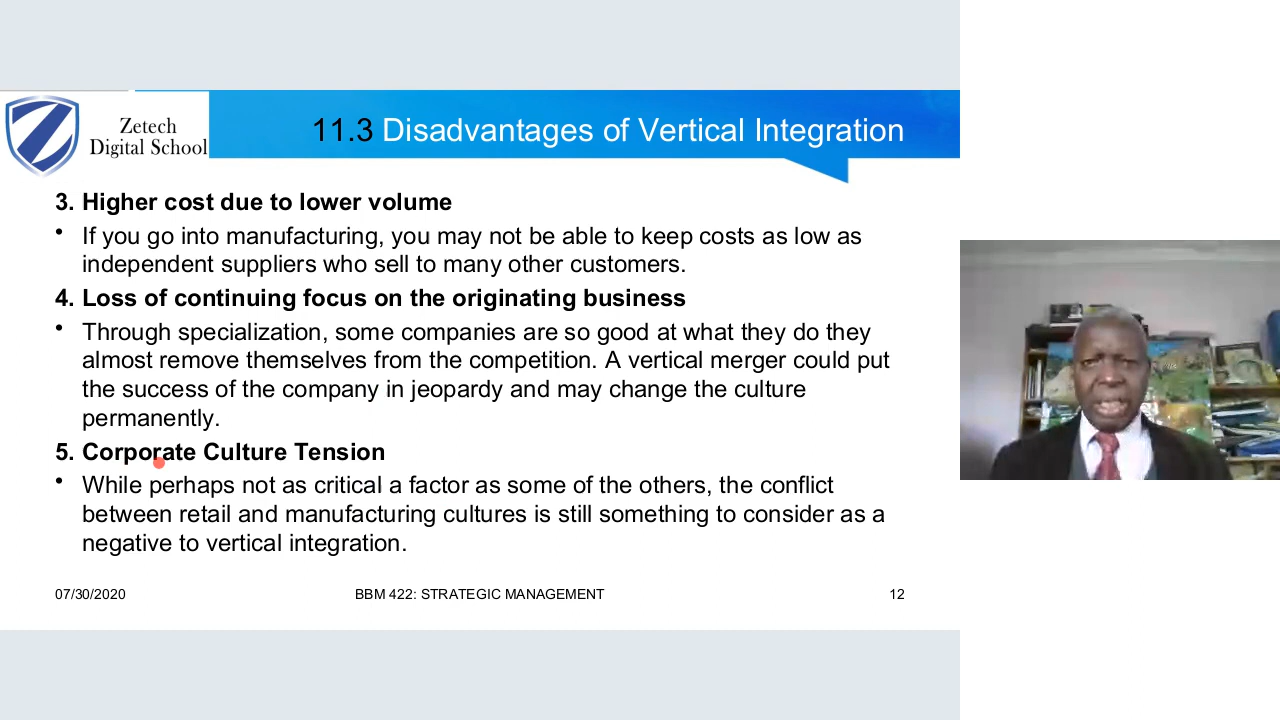 Zetech
Digital School
11.3 Disadvantages of Vertical Integration
3. Higher cost due to lower volume
• If you go into manufacturing, you may not be able to keep costs as low as
independent suppliers who sell to many other customers.
4. Loss of continuing focus on the originating business
• Through specialization, some companies are so good at what they do they
almost remove themselves from the competition. A vertical merger could put
the success of the company in jeopardy and may change the culture
permanently.
5. Corporate Culture Tension
• While perhaps not as critical a factor as some of the others, the conflict
between retail and manufacturing cultures is still something to consider as a
negative to vertical integration.
07/30/2020 BBM 422: STRATEGIC MANAGEMENT 12